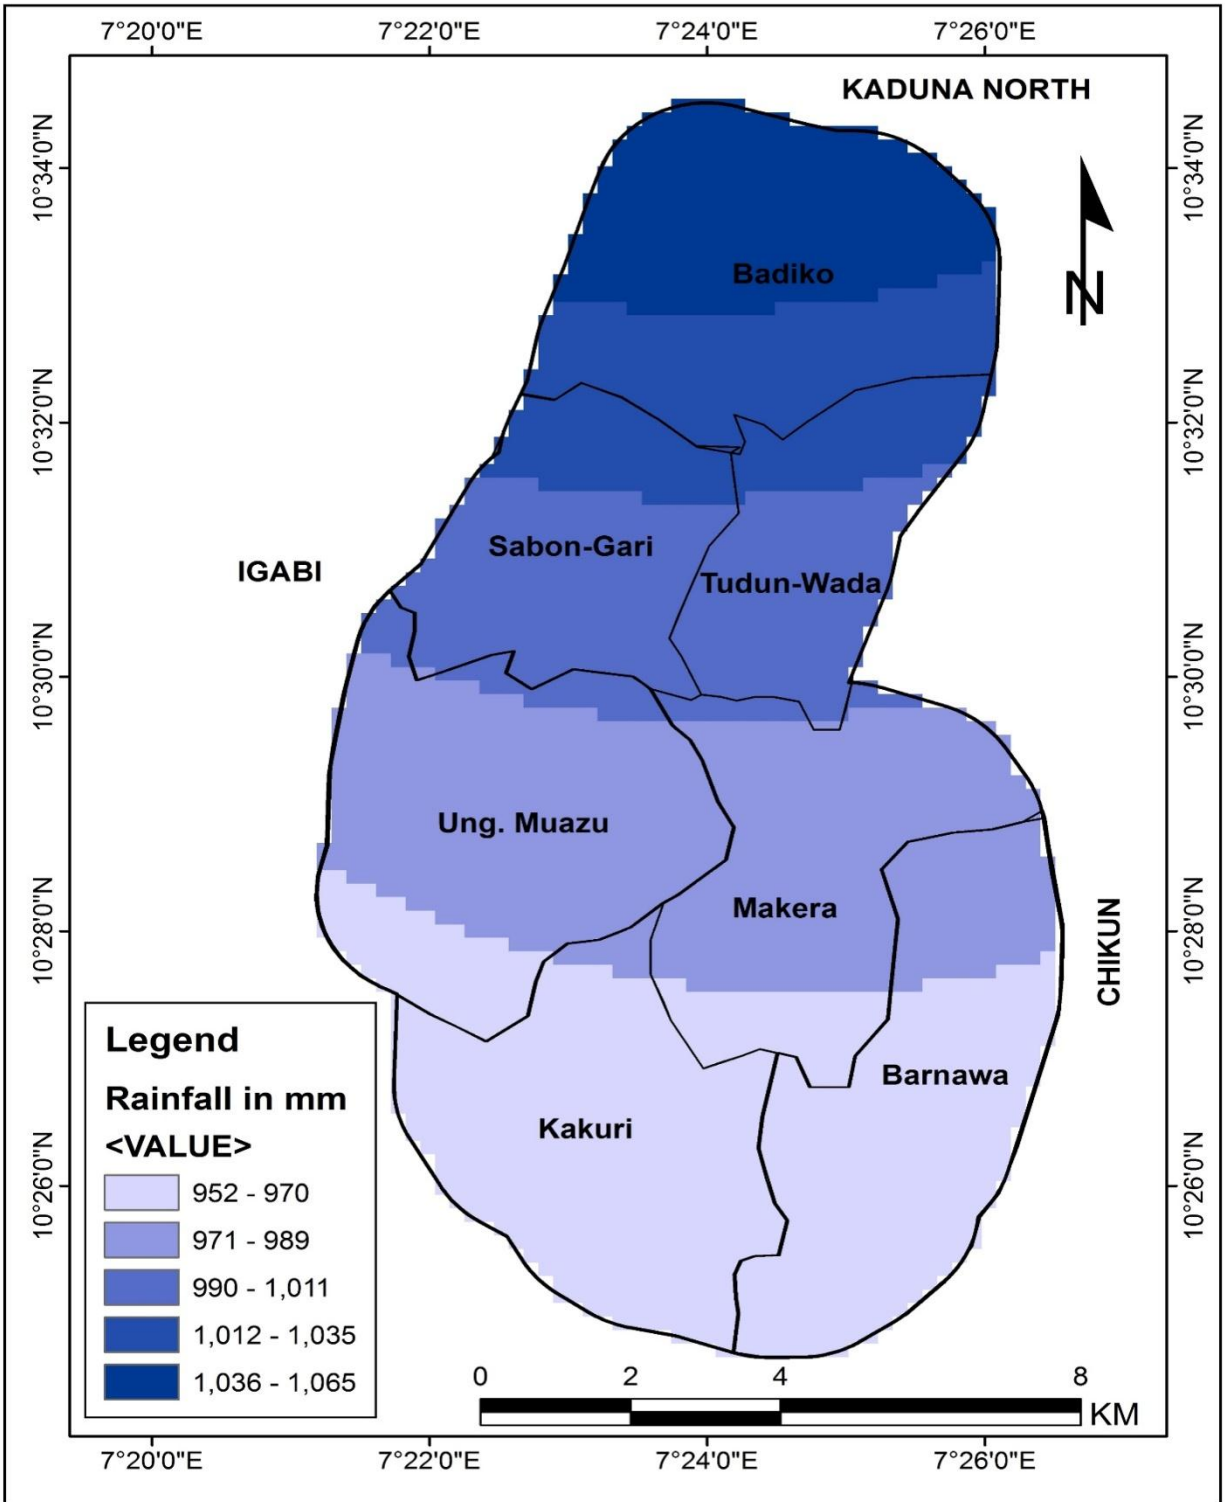 7°20'0"E 7°22'0"E 7°24'0"E 7°26'0"E
KADUNA NORTH
10°34'0"N 10°34'0"N
Badiko
N
10°32'0"N 10°32'0"N
Sabon-Gari
IGABI
Tudun-Wada
10°30'0"N 10°30'0"N
Ung. Muazu
Makera
10°28'0"N 10°28'0"N
CHIKUN
Barnawa
Kakuri
10°26'0"N 10°26'0"N
Legend
Rainfall in mm
<VALUE>
952 - 970
971 - 989
990 - 1,011
1,012 - 1,035
1,036 - 1,065
0 2 4 8
KM
7°20'0"E 7°22'0"E 7°24'0"E 7°26'0"E